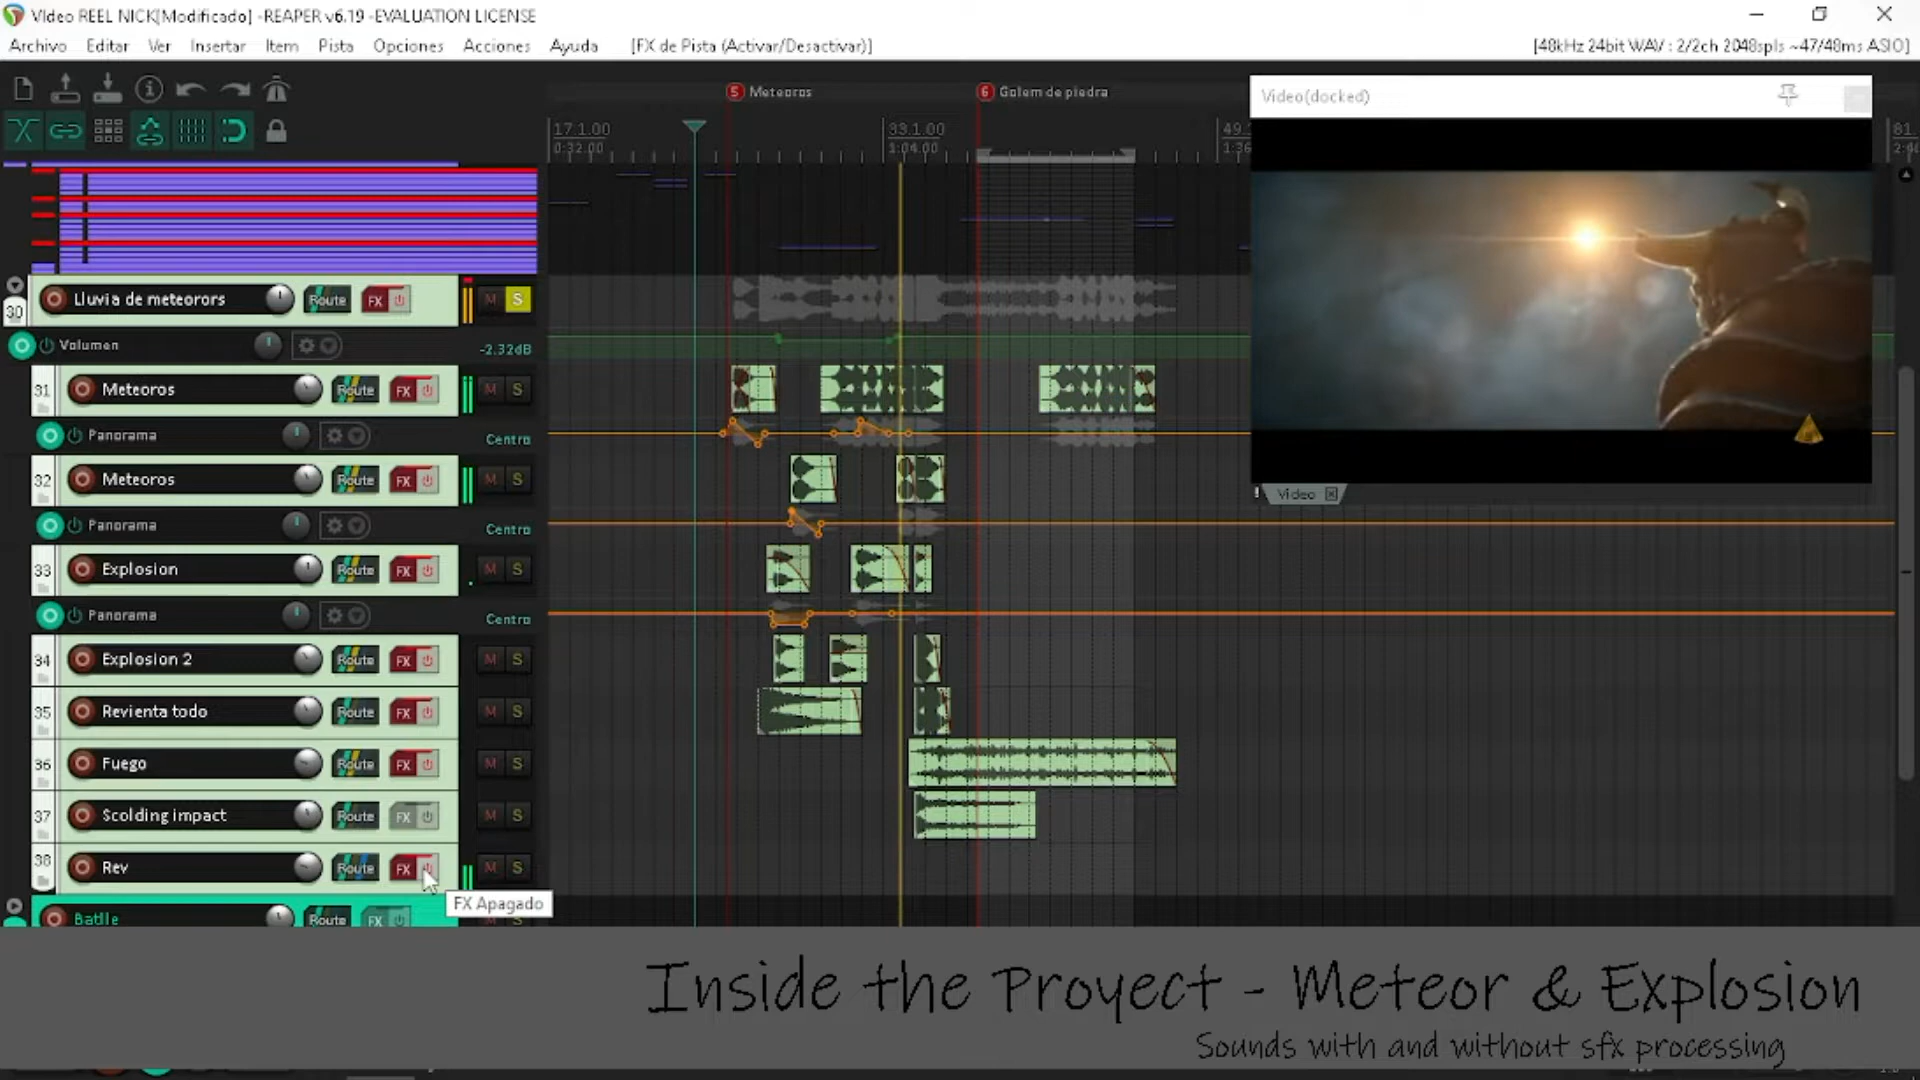 Video REEL NICK[Modificado] -REAPER v6.19 -EVALUATION LICENSE
Archivo Editar Ver Insertar Item Pista Opciones Acciones Ayuda [FX de Pista (Activar/Desactivar)] [48kHz 24bit WAV : 2/2ch 2048spls ~47/48ms ASIO]
5 Meteoros 6 Golem de piedra
Video(docked)
17.1.00 33.1.00 49. 81.
0:32.00 1:04.00 1:36
30 Lluvia de meteorors Route FX M S
Volumen -2.32dB
31 Meteoros Route FX M S
Panorama Centro
32 Meteoros Route FX M S
Video
Panorama Centro
33 Explosion Route FX M S
Panorama Centro
34 Explosion 2 Route FX M S
35 Revienta todo Route FX M S
36 Fuego Route FX M S
37 Scolding impact Route FX M S
38 Rev Route FX M S
FX Apagado
Batlle Route FX
Inside the Proyect - Meteor & Explosion
Sounds with and without sfx processing